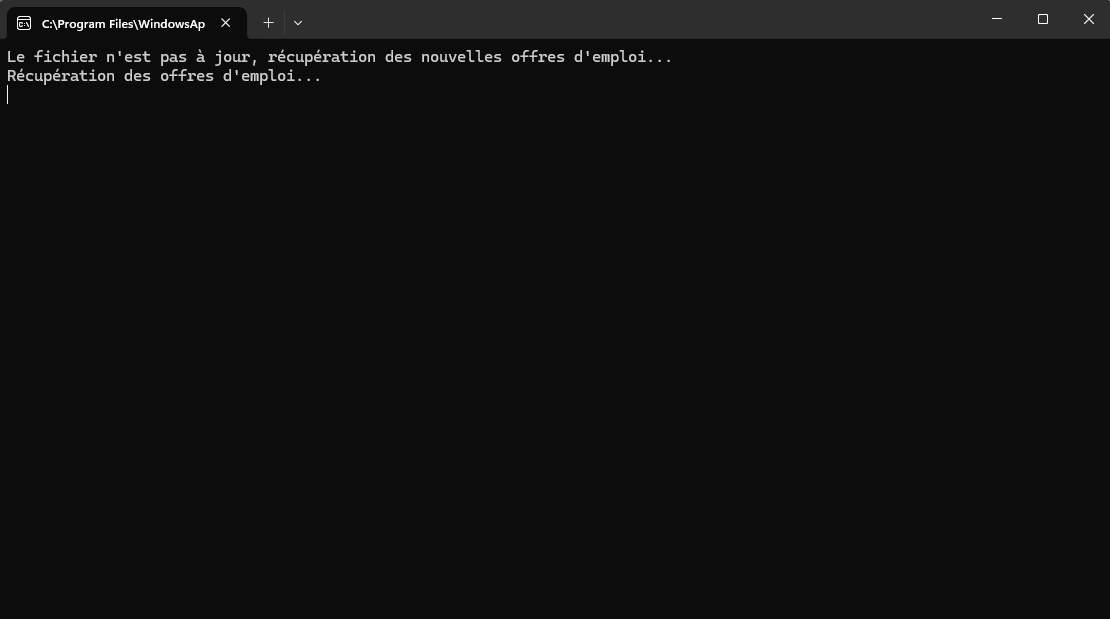 C:\Program Files\WindowsAp
Le fichier n'est pas à jour, récupération des nouvelles offres d'emploi...
Récupération des offres d'emploi...